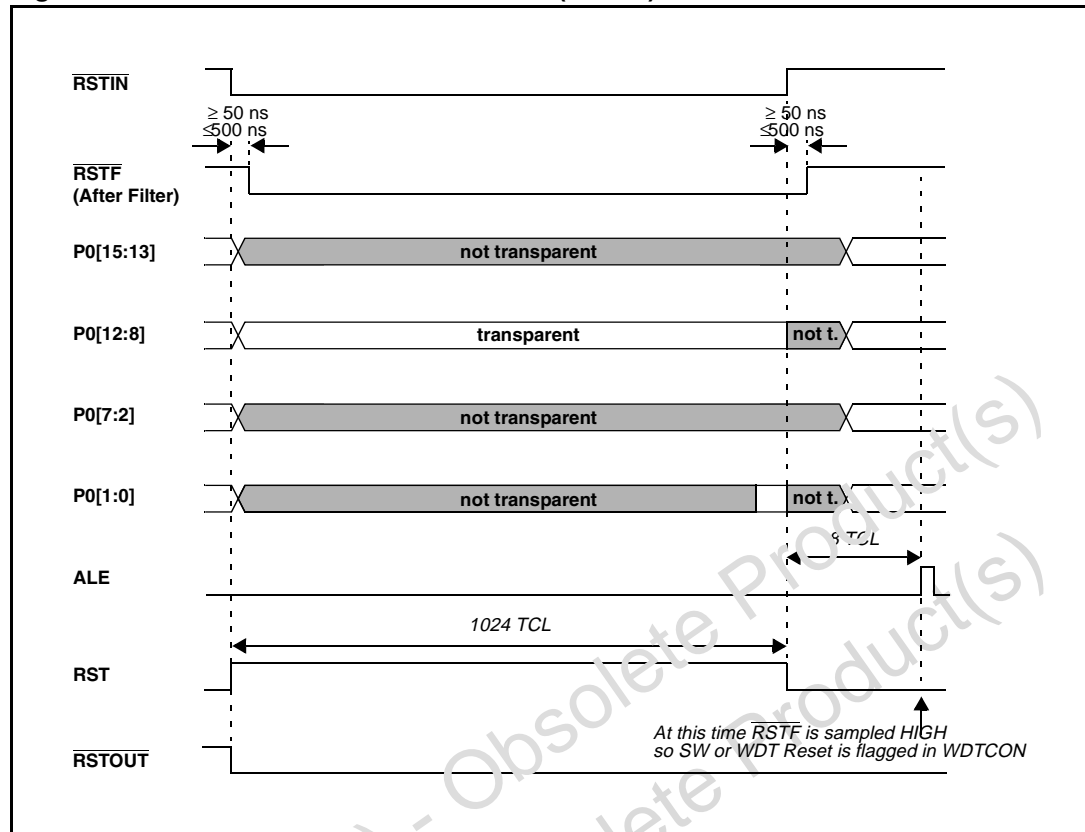 RSTIN
≥ 50 ns
≤500 ns
≥ 50 ns
≤500 ns
RSTF
(After Filter)
P0[15:13]
not transparent
P0[12:8]
transparent
not t.
P0[7:2]
not transparent
P0[1:0]
not transparent
not t.
8 TCL
ALE
1024 TCL
RST
At this time RSTF is sampled HIGH
so SW or WDT Reset is flagged in WDTCON
RSTOUT
- Obsolete Product(s)
Obsolete Product(s)